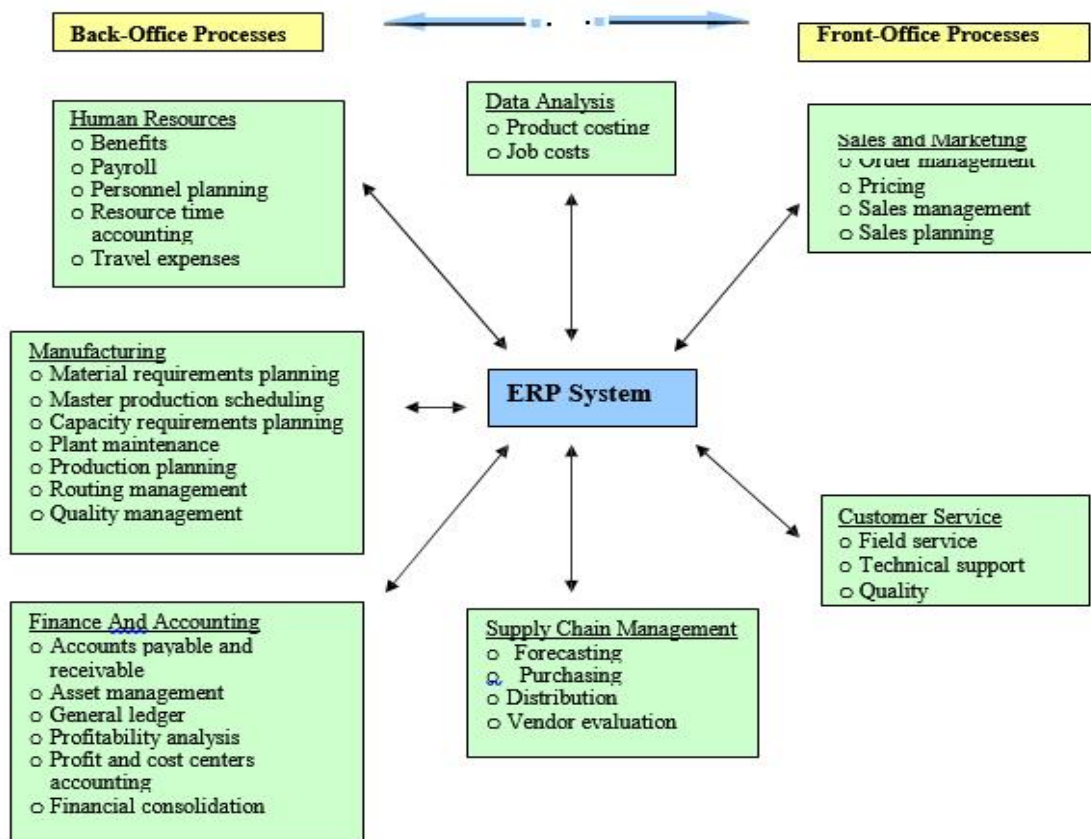 Back-Office Processes
Front-Office Processes
Human Resources
o Benefits
o Payroll
o Personnel planning
o Resource time
accounting
o Travel expenses
Data Analysis
o Product costing
o Job costs
Sales and Marketing
o Order management
o Pricing
o Sales management
o Sales planning
Manufacturing
o Material requirements planning
o Master production scheduling
o Capacity requirements planning
o Plant maintenance
o Production planning
o Routing management
o Quality management
ERP System
Customer Service
o Field service
o Technical support
o Quality
Finance And Accounting
o Accounts payable and
receivable
o Asset management
o General ledger
o Profitability analysis
o Profit and cost centers
accounting
o Financial consolidation
Supply Chain Management
o Forecasting
o Purchasing
o Distribution
o Vendor evaluation